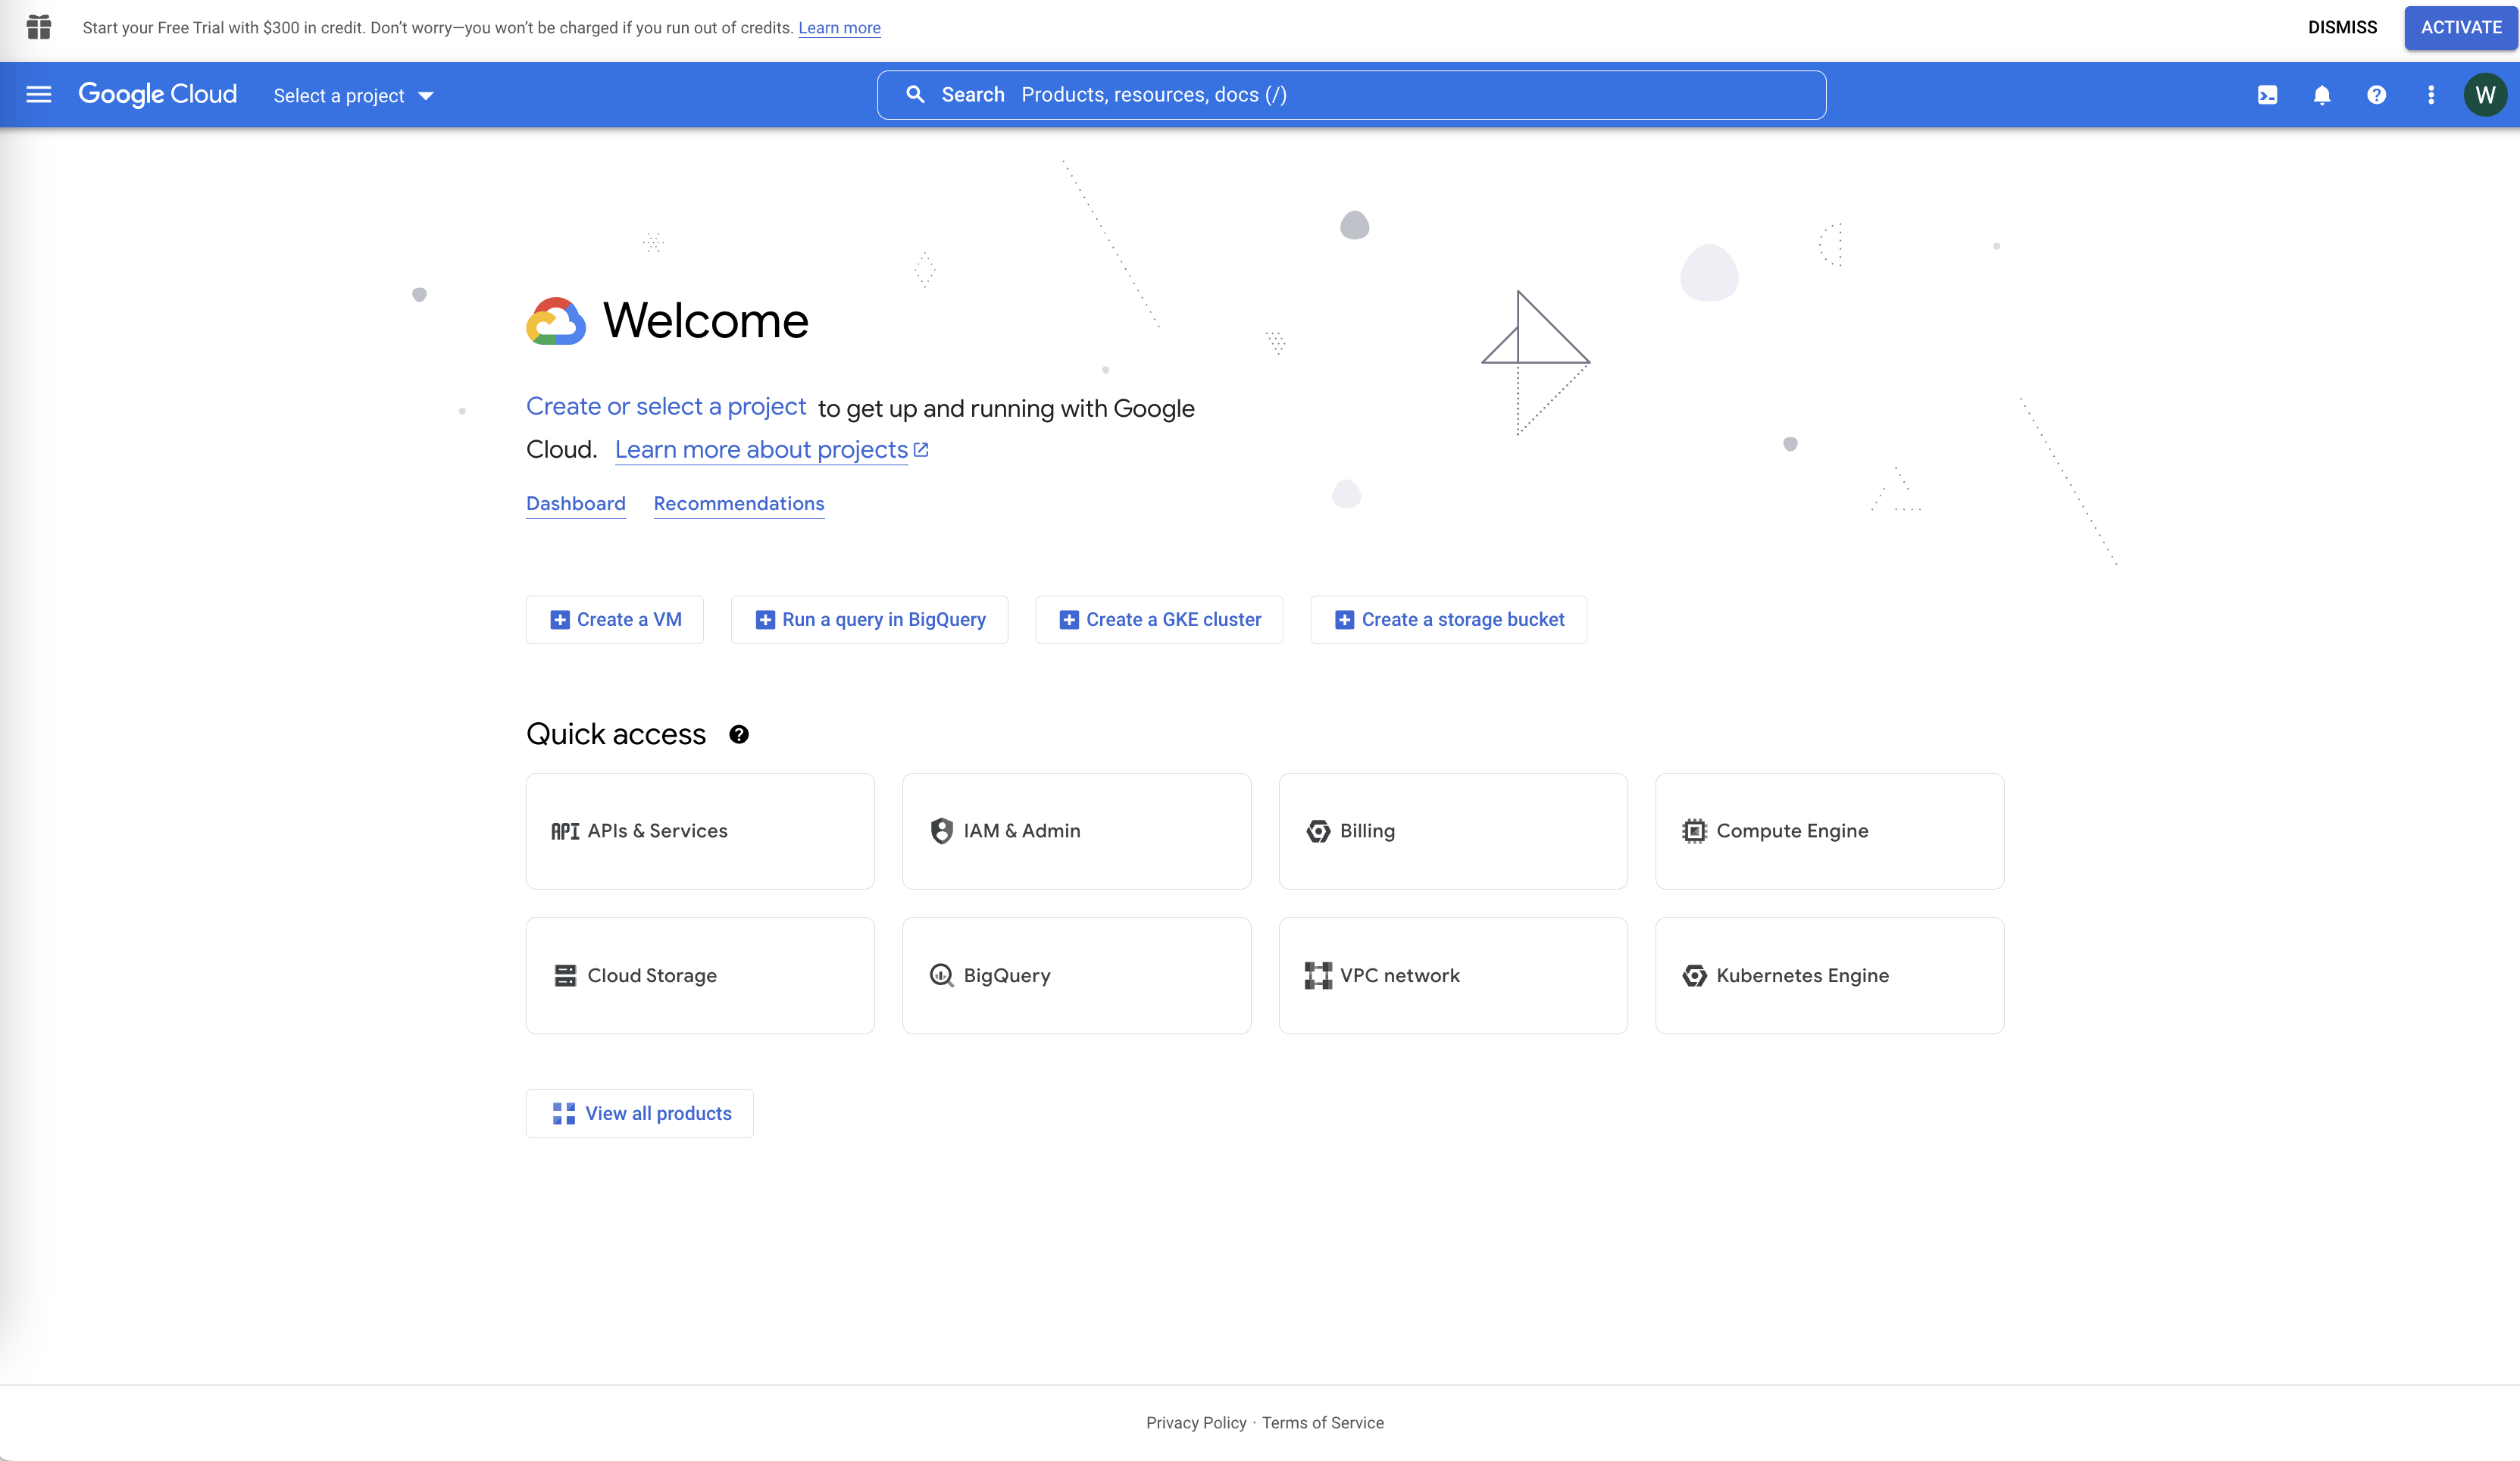 Start your Free Trial with $300 in credit. Don't worry—you won't be charged if you run out of credits. Learn more
DISMISS
ACTIVATE
Google Cloud
Select a project
Search Products, resources, docs (/)
W
Welcome
Create or select a project to get up and running with Google
Cloud. Learn more about projects
Dashboard Recommendations
Create a VM
Run a query in BigQuery
Create a GKE cluster
Create a storage bucket
Quick access
API APIs & Services
IAM & Admin
Billing
Compute Engine
Cloud Storage
BigQuery
VPC network
Kubernetes Engine
View all products
Privacy Policy · Terms of Service